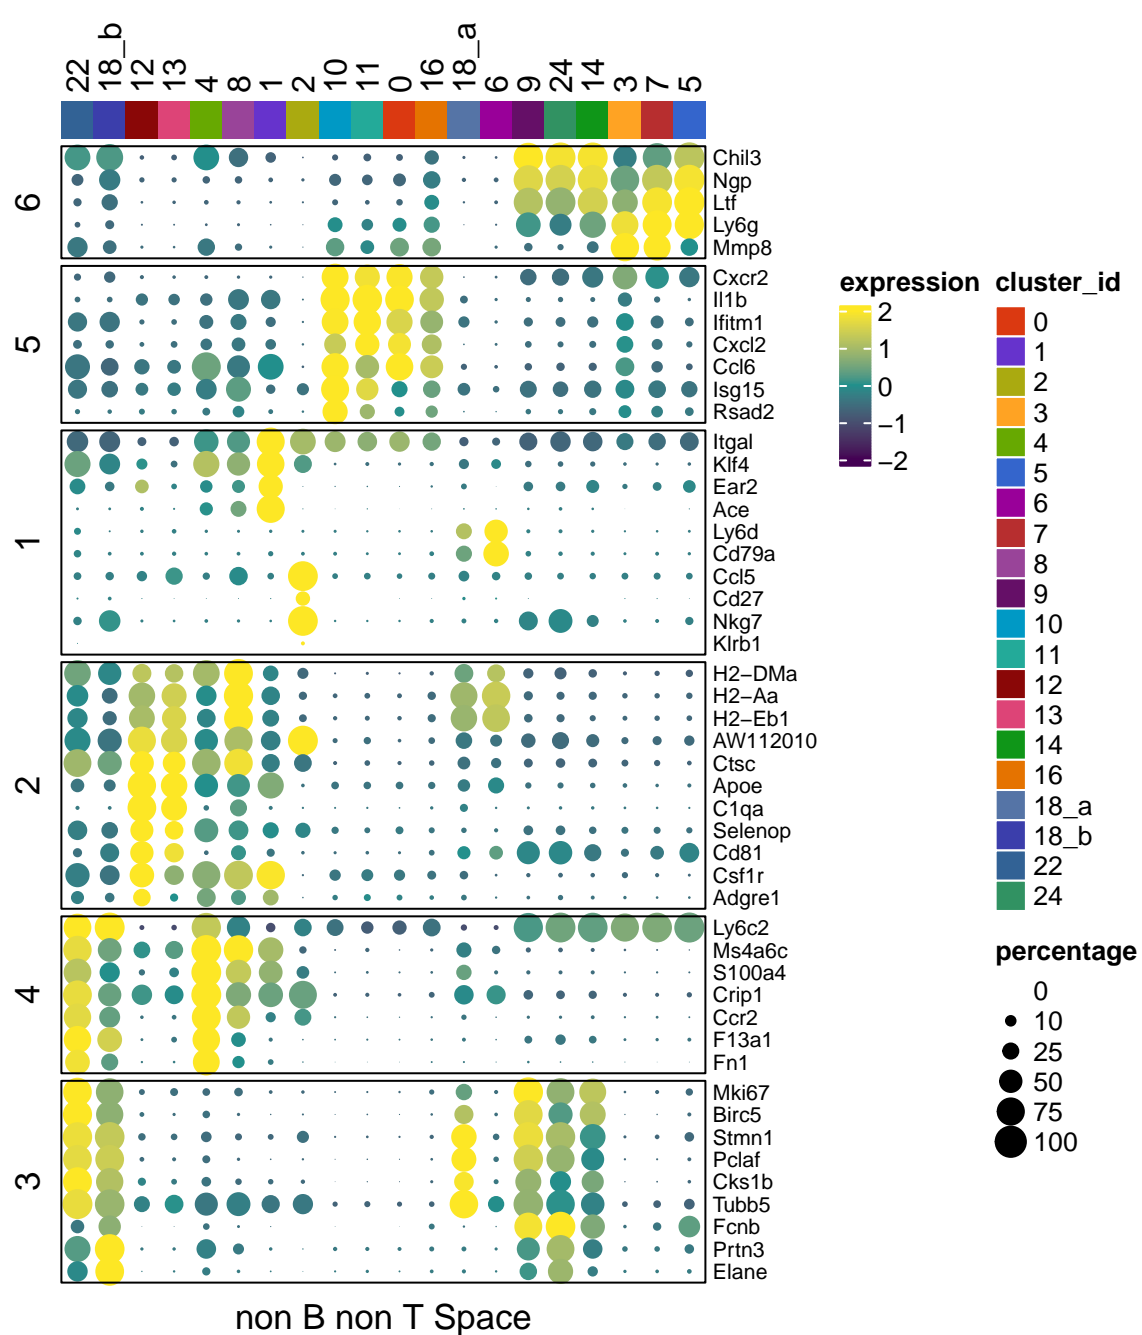 22 18_b 12 13 4 8 1 2 10 11 0 16 18_a 6 9 24 14 3 7 5
6
Chil3
Ngp
Ltf
Ly6g
Mmp8
5
Cxcr2
Il1b
Ifitm1
Cxcl2
Ccl6
Isg15
Rsad2
1
Itgal
Klf4
Ear2
Ace
Ly6d
Cd79a
Ccl5
Cd27
Nkg7
Klrb1
2
H2−DMa
H2−Aa
H2−Eb1
AW112010
Ctsc
Apoe
C1qa
Selenop
Cd81
Csf1r
Adgre1
4
Ly6c2
Ms4a6c
S100a4
Crip1
Ccr2
F13a1
Fn1
3
Mki67
Birc5
Stmn1
Pclaf
Cks1b
Tubb5
Fcnb
Prtn3
Elane
non B non T Space
expression
2
1
0
−1
−2
cluster_id
0
1
2
3
4
5
6
7
8
9
10
11
12
13
14
16
18_a
18_b
22
24
percentage
0
10
25
50
75
100